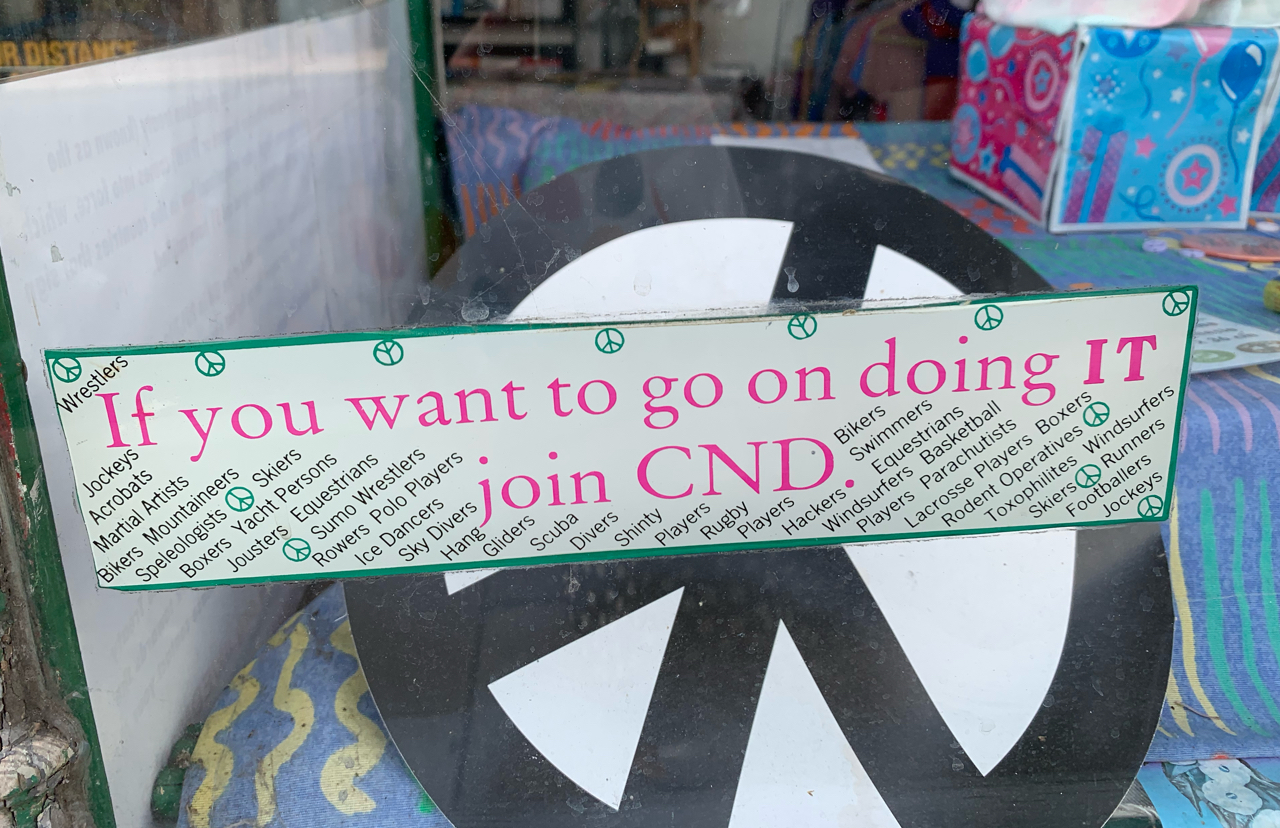 OR DISTANCE
Wrestlers
If you want to go on doing IT
join CND.
Jockeys
Acrobats
Martial Artists
Bikers Mountaineers
Speleologists Skiers
Boxers Yacht Persons
Jousters Equestrians
Sumo Wrestlers
Rowers Polo Players
Ice Dancers
Sky Divers
Hang
Gliders
Scuba
Divers
Shinty
Players
Rugby
Players
Hackers Bikers
Windsurfers Swimmers
Players Equestrians
Basketball
Lacrosse Players Parachutists
Rodent Operatives Boxers
Toxophilites
Skiers Windsurfers
Footballers Runners
Jockeys